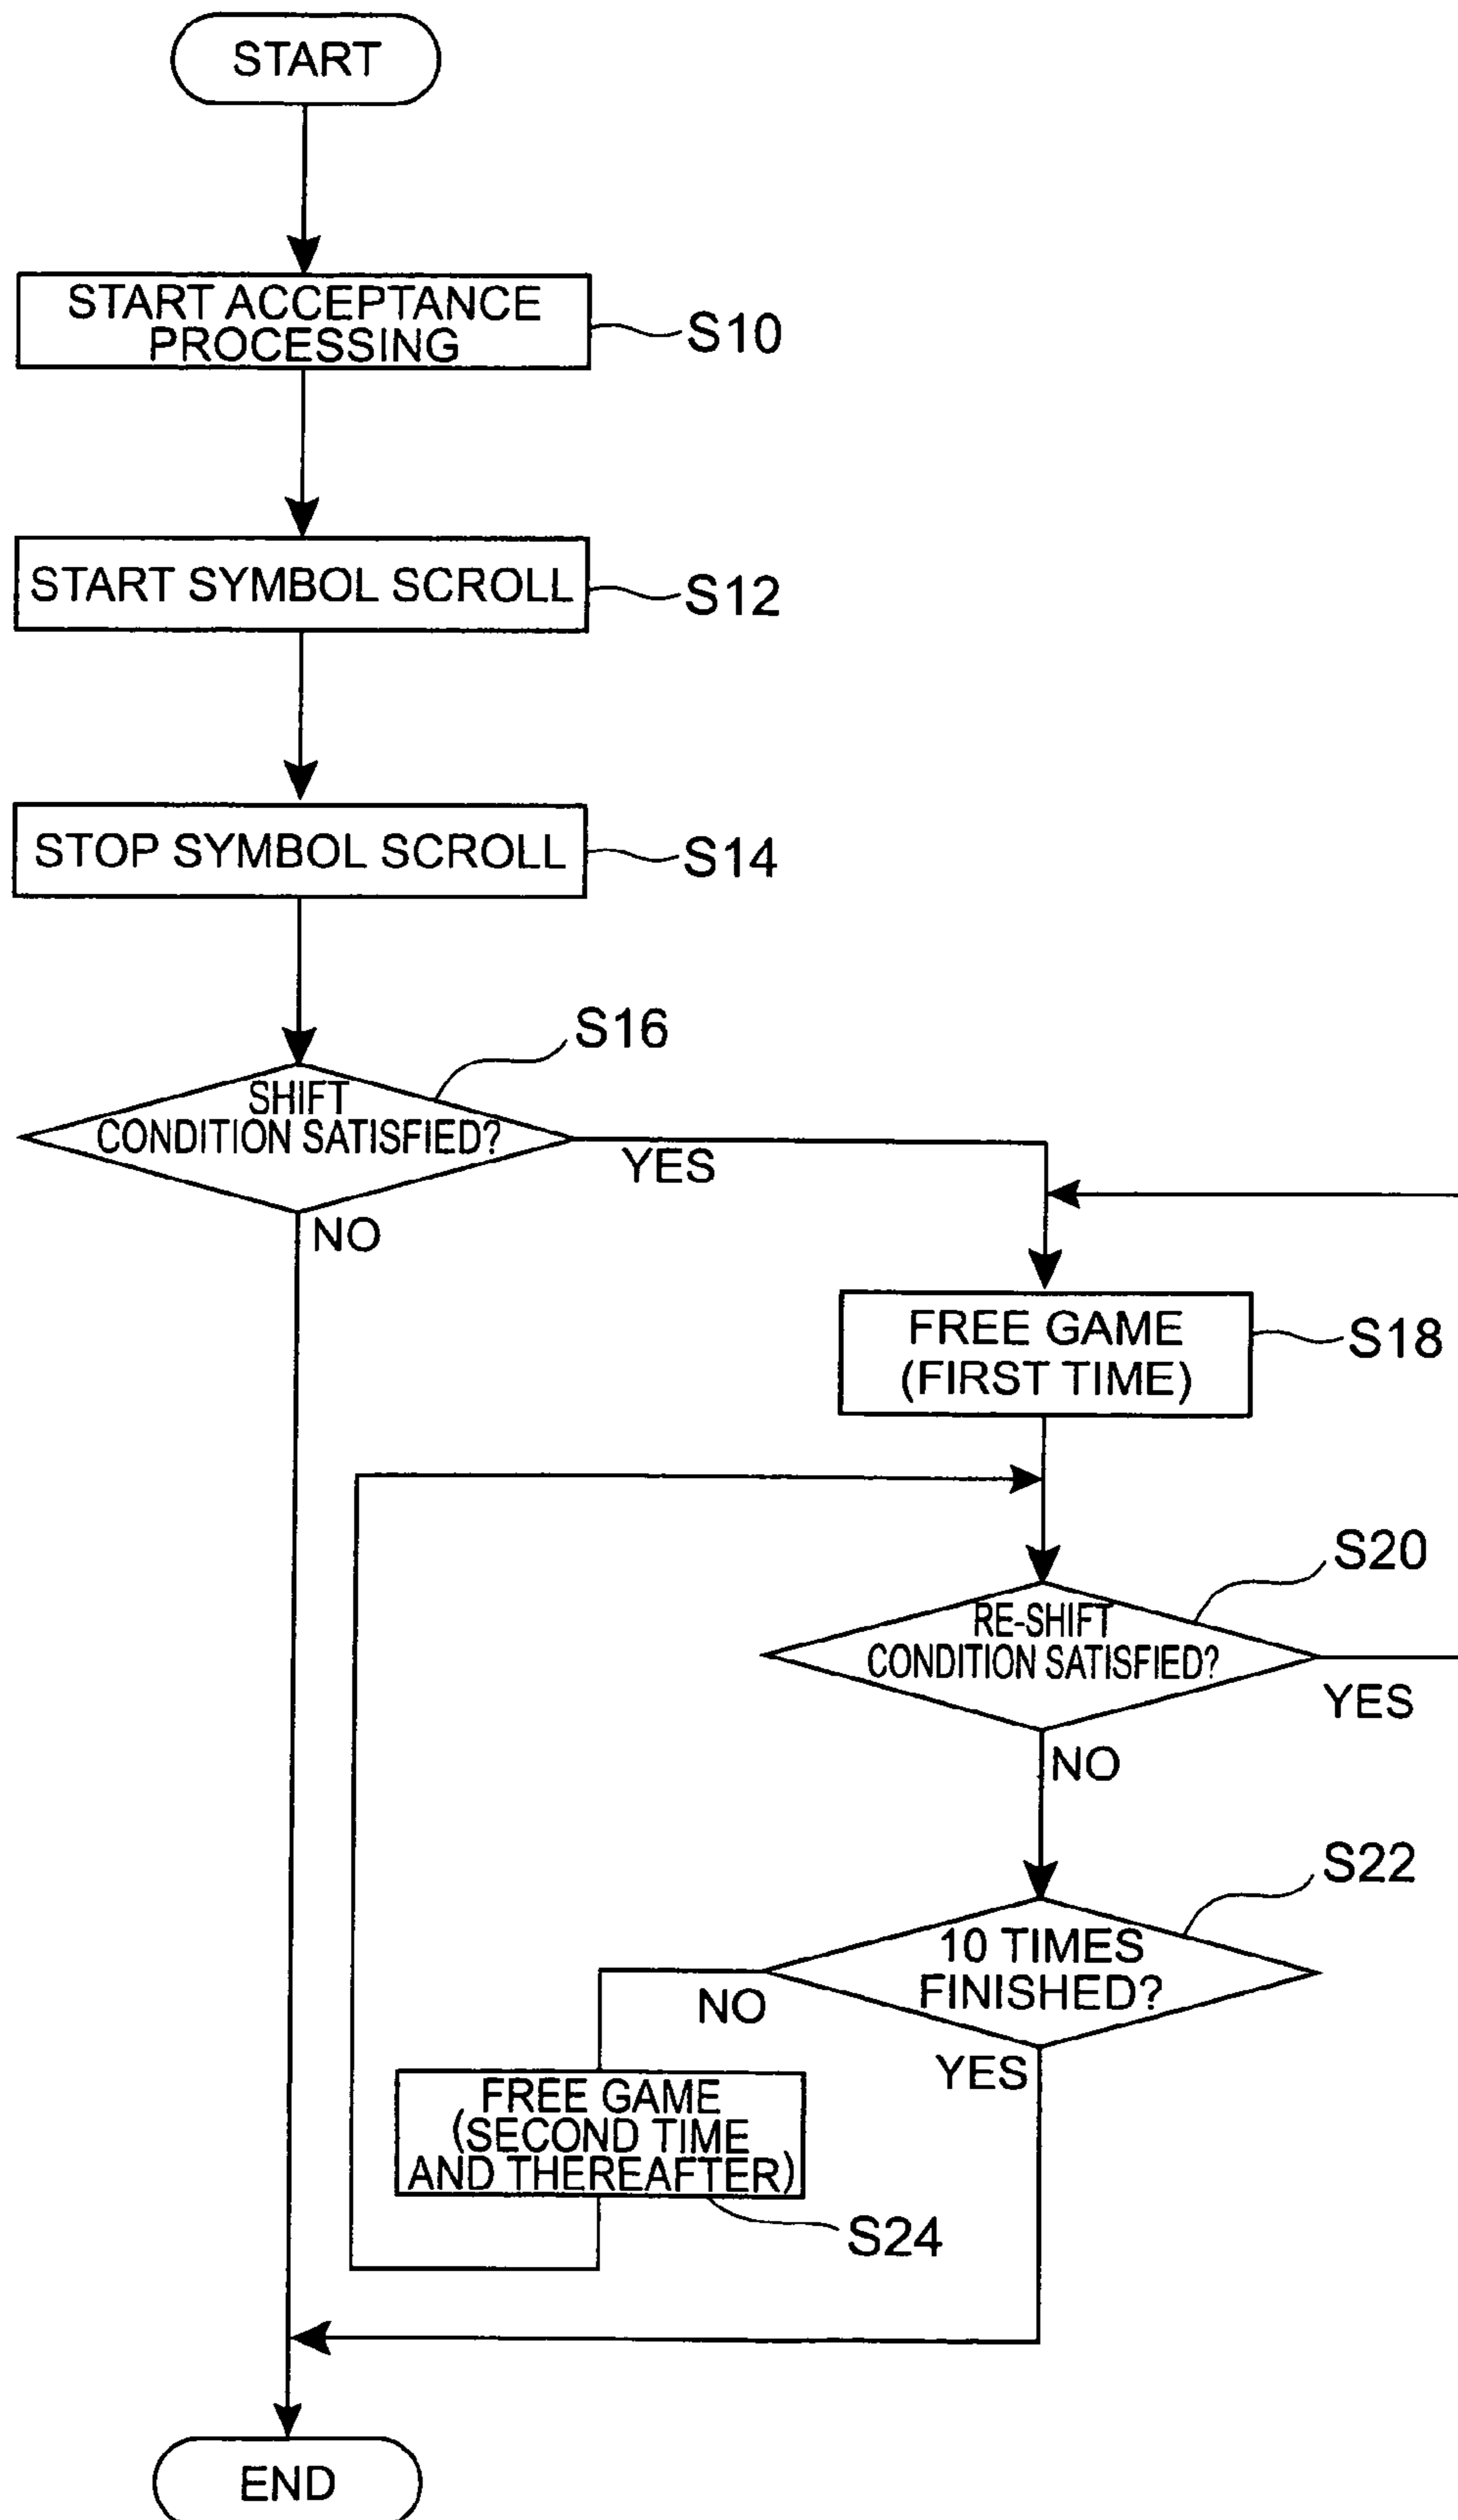 START
START ACCEPTANCE
PROCESSING
S10
START SYMBOL SCROLL
S12
STOP SYMBOL SCROLL
S14
S16
SHIFT
CONDITION SATISFIED?
YES
NO
FREE GAME
(FIRST TIME)
S18
S20
RE-SHIFT
CONDITION SATISFIED?
YES
NO
S22
10 TIMES
FINISHED?
NO
YES
FREE GAME
(SECOND TIME
AND THEREAFTER)
S24
END